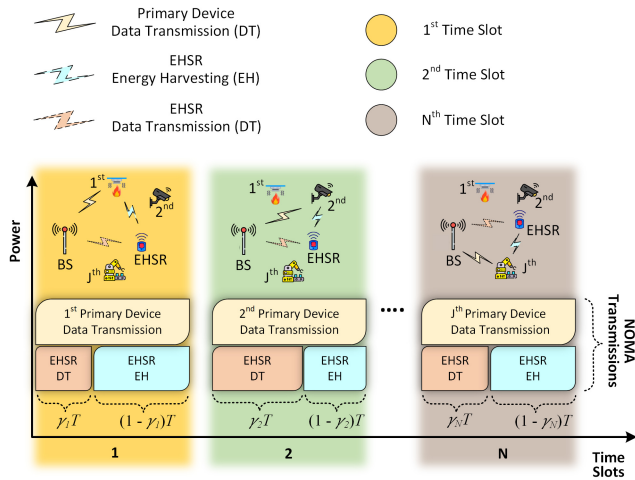 Primary Device
Data Transmission (DT)
1st Time Slot
EHSR
Energy Harvesting (EH)
2nd Time Slot
EHSR
Data Transmission (DT)
Nth Time Slot
Power
1st
2nd
BS
EHSR
Jth
1st
2nd
BS
EHSR
Jth
1st
2nd
BS
EHSR
Jth
1st Primary Device
Data Transmission
2nd Primary Device
Data Transmission
....
Jth Primary Device
Data Transmission
EHSR
DT
EHSR
EH
EHSR
DT
EHSR
EH
EHSR
DT
EHSR
EH
NOMA
Transmissions
γ1T
(1 - γ1)T
γ2T
(1 - γ2)T
γNT
(1 - γN)T
1
2
N
Time
Slots